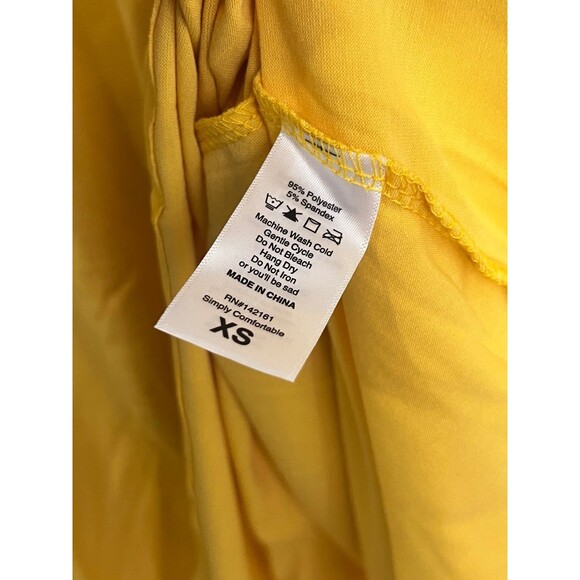 95% Polyester
5% Spandex
Machine Wash Cold
Gentle Cycle
Do Not Bleach
Hang Dry
Do Not Iron
or you'll be sad
MADE IN CHINA
RN#142161
Simply Comfortable
XS